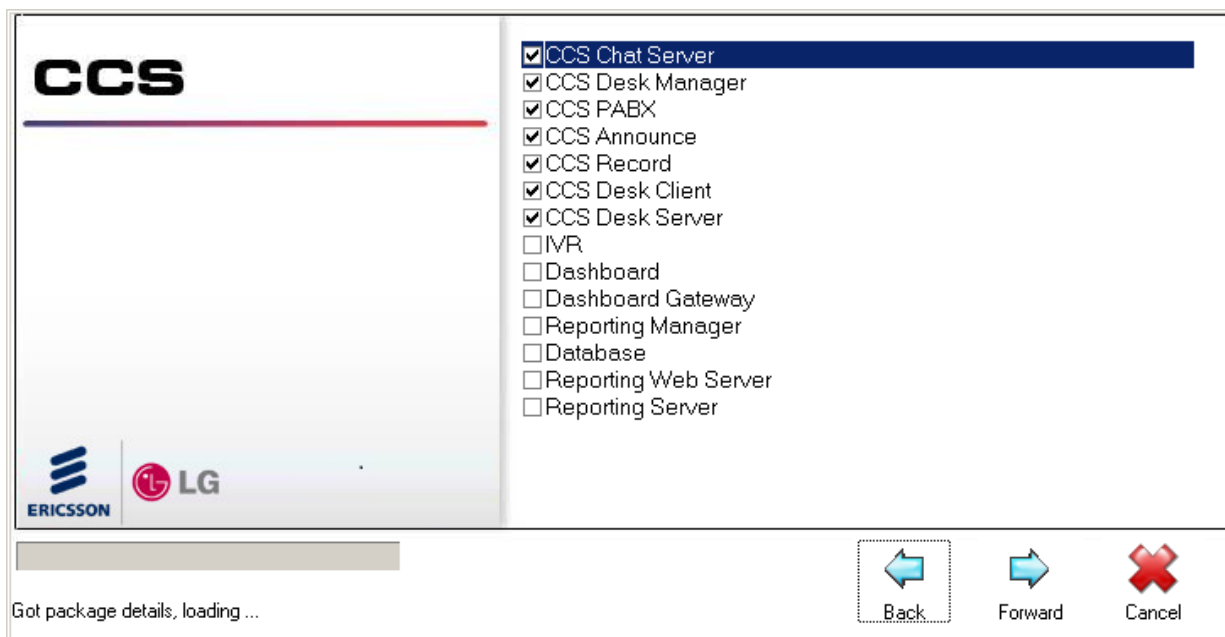 CCS
CCS Chat Server
CCS Desk Manager
CCS PABX
CCS Announce
CCS Record
CCS Desk Client
CCS Desk Server
IVR
Dashboard
Dashboard Gateway
Reporting Manager
Database
Reporting Web Server
Reporting Server
ERICSSON
LG
Got package details, loading ...
Back
Forward
Cancel